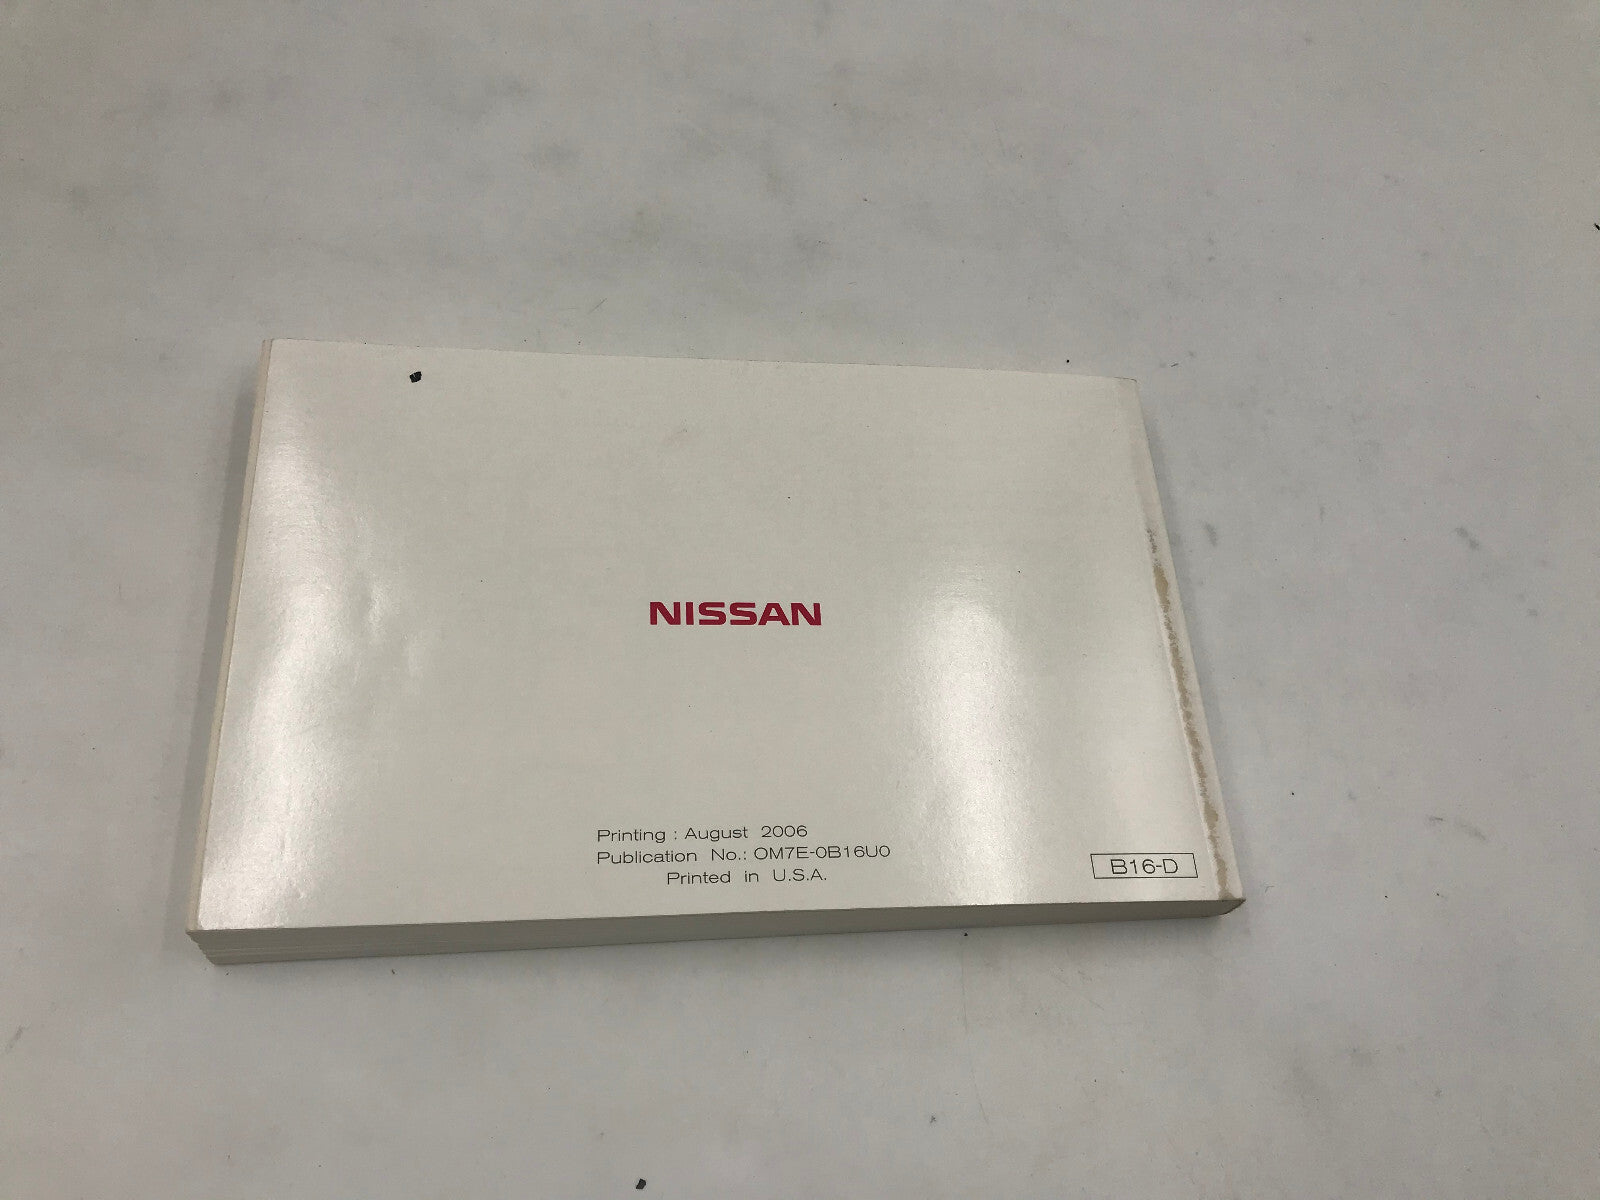 NISSAN
Printing : August 2006
Publication No.: OM7E-0B16U0
Printed in U.S.A.
B16-D